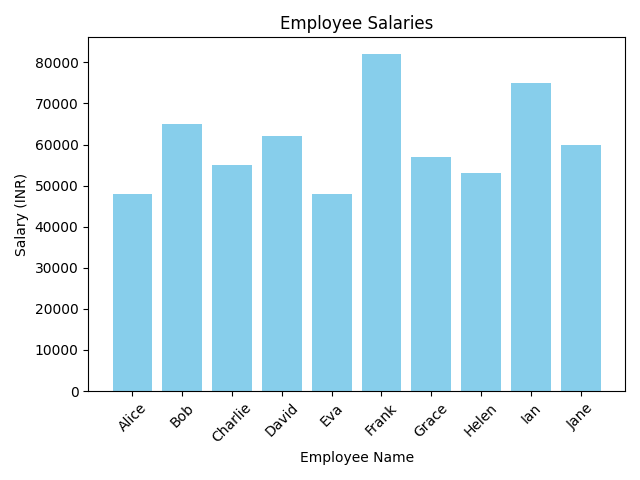 Employee Salaries
Salary (INR)
80000
70000
60000
50000
40000
30000
20000
10000
0
Alice
Bob
Charlie
David
Eva
Frank
Grace
Helen
Ian
Jane
Employee Name